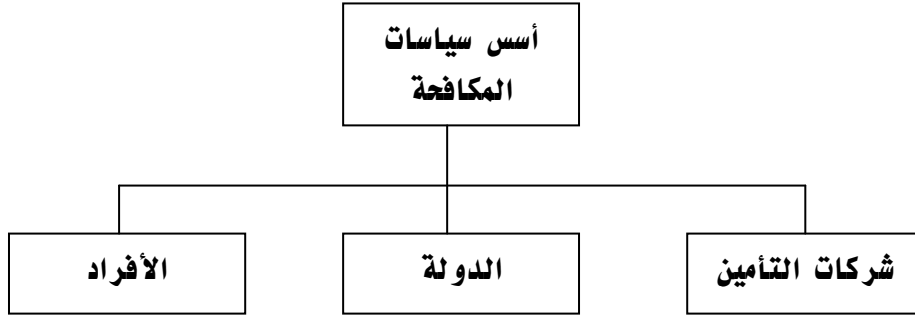 أسس سياسات
المكافحة
شركات التأمين
الدولة
الأفراد